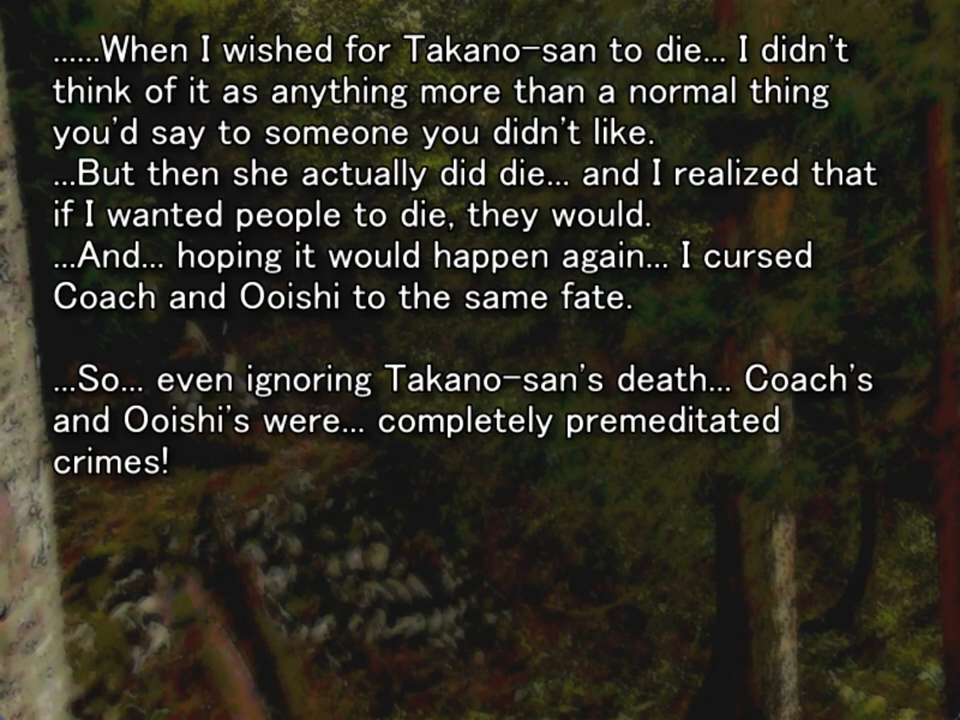 ......When I wished for Takano-san to die... I didn't
think of it as anything more than a normal thing
you'd say to someone you didn't like.
...But then she actually did die... and I realized that
if I wanted people to die, they would.
...And... hoping it would happen again... I cursed
Coach and Ooishi to the same fate.
...So... even ignoring Takano-san's death... Coach's
and Ooishi's were... completely premeditated
crimes!